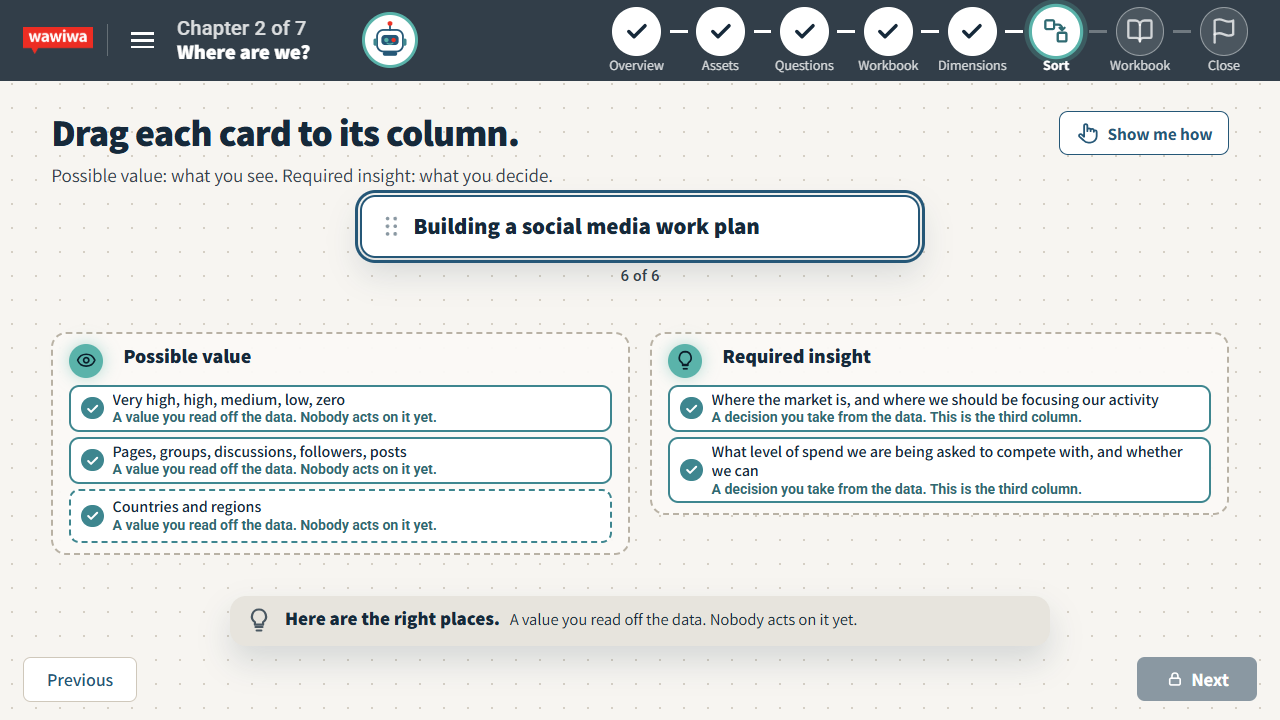 wawiwa
Chapter 2 of 7
Where are we?
Overview
Assets
Questions
Workbook
Dimensions
Sort
Workbook
Close
Drag each card to its column.
Show me how
Possible value: what you see. Required insight: what you decide.
Building a social media work plan
6 of 6
Possible value
Very high, high, medium, low, zero
A value you read off the data. Nobody acts on it yet.
Pages, groups, discussions, followers, posts
A value you read off the data. Nobody acts on it yet.
Countries and regions
A value you read off the data. Nobody acts on it yet.
Required insight
Where the market is, and where we should be focusing our activity
A decision you take from the data. This is the third column.
What level of spend we are being asked to compete with, and whether
we can
A decision you take from the data. This is the third column.
Here are the right places. A value you read off the data. Nobody acts on it yet.
Previous
Next